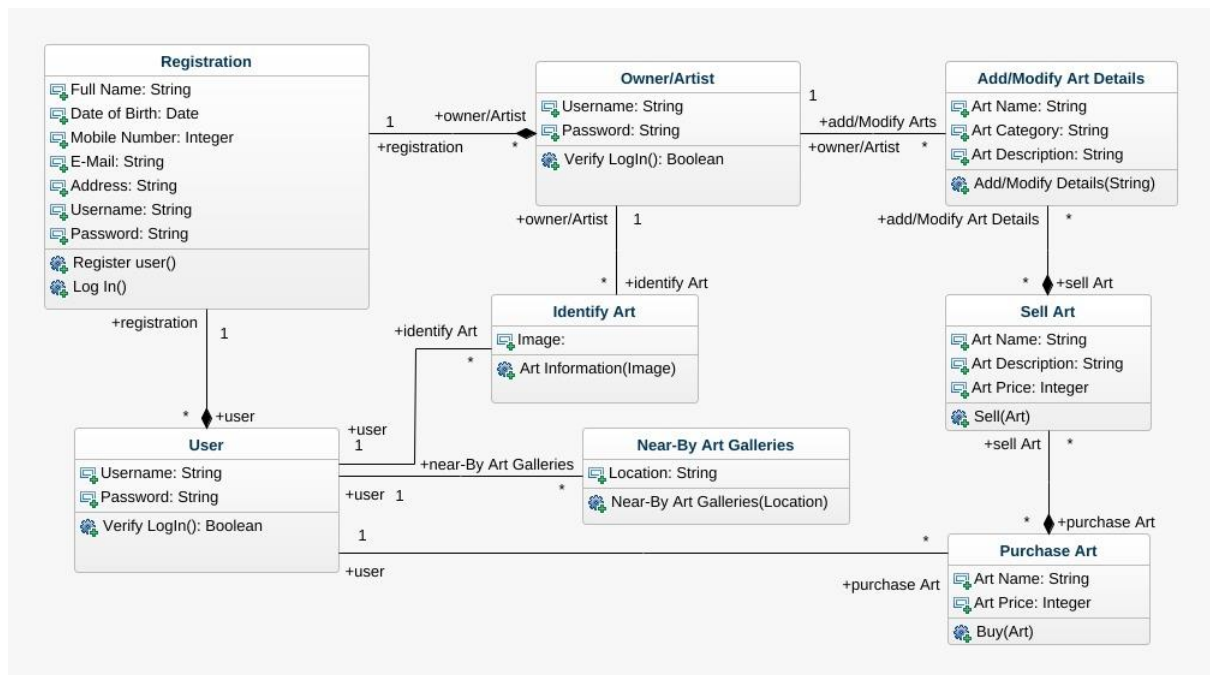 Registration
Full Name: String
Date of Birth: Date
Mobile Number: Integer
E-Mail: String
Address: String
Username: String
Password: String
Register user()
Log In()
1
+owner/Artist
+registration
*
Owner/Artist
Username: String
Password: String
Verify LogIn(): Boolean
1
+add/Modify Arts
+owner/Artist
*
Add/Modify Art Details
Art Name: String
Art Category: String
Art Description: String
Add/Modify Details(String)
+owner/Artist
1
*
+identify Art
+add/Modify Art Details
*
*
+sell Art
Identify Art
Image:
Art Information(Image)
Sell Art
Art Name: String
Art Description: String
Art Price: Integer
Sell(Art)
+registration
1
*
+user
+identify Art
*
+user
1
User
Username: String
Password: String
Verify LogIn(): Boolean
+near-By Art Galleries
+user
1
*
Near-By Art Galleries
Location: String
Near-By Art Galleries(Location)
+sell Art
*
*
+purchase Art
1
+user
*
+purchase Art
Purchase Art
Art Name: String
Art Price: Integer
Buy(Art)